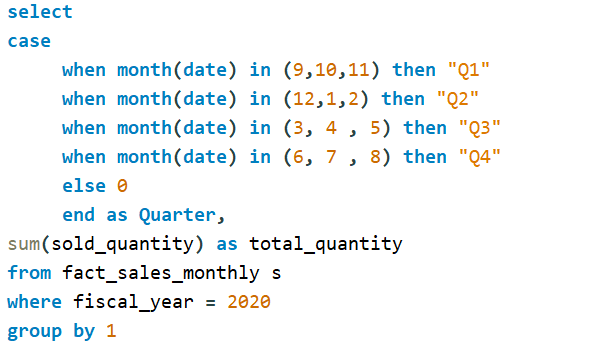 select
case
when month(date) in (9,10,11) then "Q1"
when month(date) in (12,1,2) then "Q2"
when month(date) in (3, 4 , 5) then "Q3"
when month(date) in (6, 7 , 8) then "Q4"
else 0
end as Quarter,
sum(sold_quantity) as total_quantity
from fact_sales_monthly s
where fiscal_year = 2020
group by 1